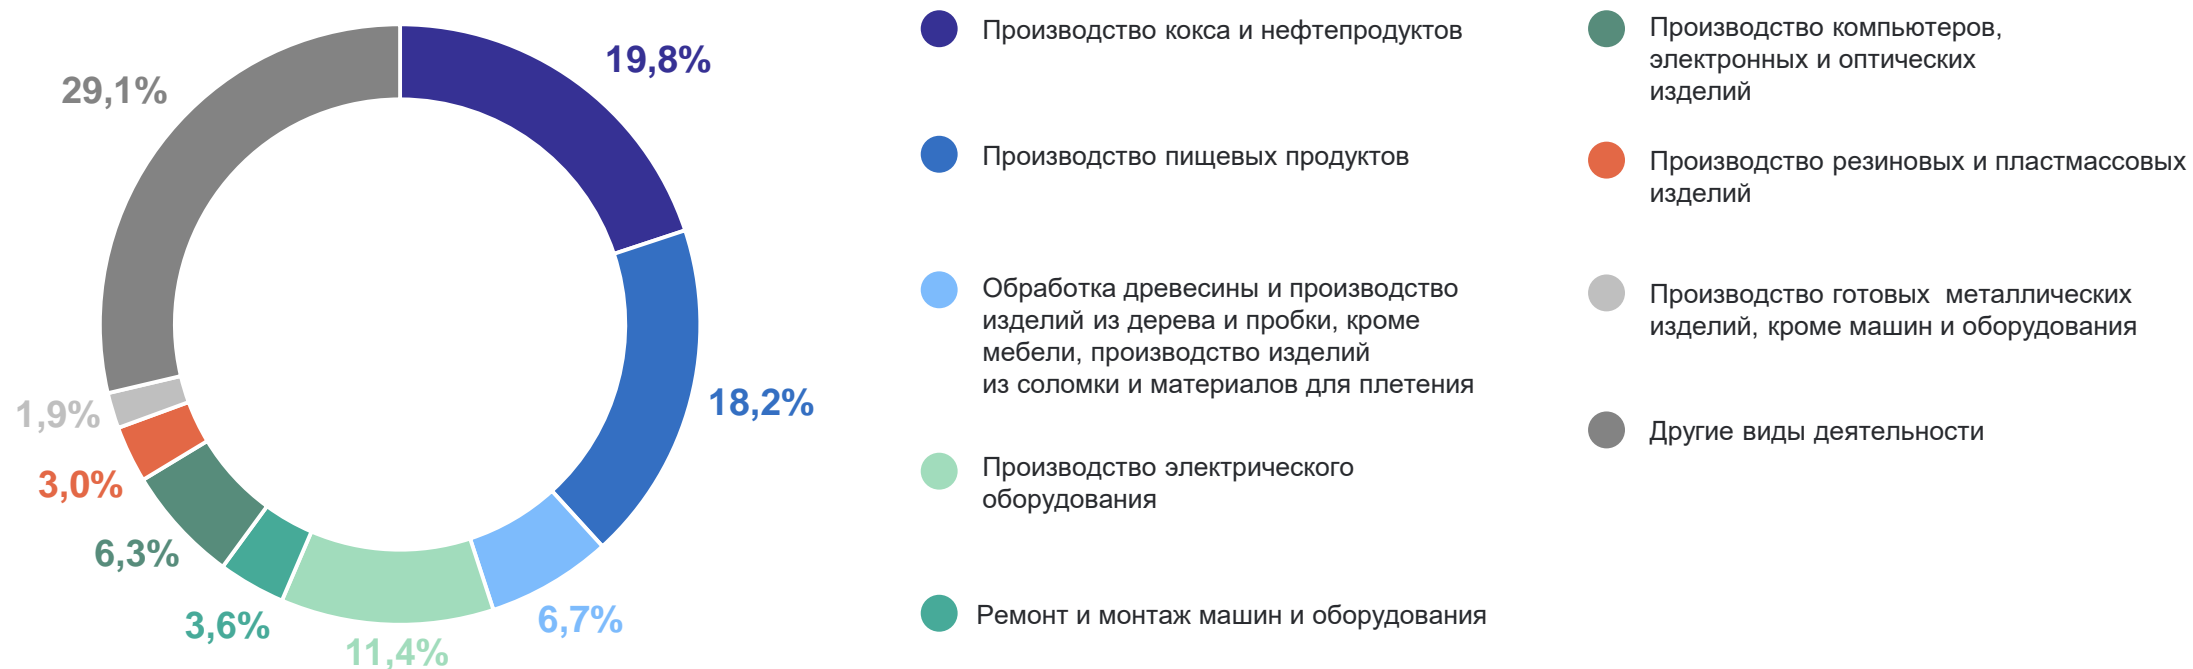 19,8%
29,1%
18,2%
1,9%
3,0%
6,3%
3,6%
11,4%
6,7%
Производство кокса и нефтепродуктов
Производство пищевых продуктов
Обработка древесины и производство
изделий из дерева и пробки, кроме
мебели, производство изделий
из соломки и материалов для плетения
Производство электрического
оборудования
Ремонт и монтаж машин и оборудования
Производство компьютеров,
электронных и оптических
изделий
Производство резиновых и пластмассовых
изделий
Производство готовых  металлических
изделий, кроме машин и оборудования
Другие виды деятельности